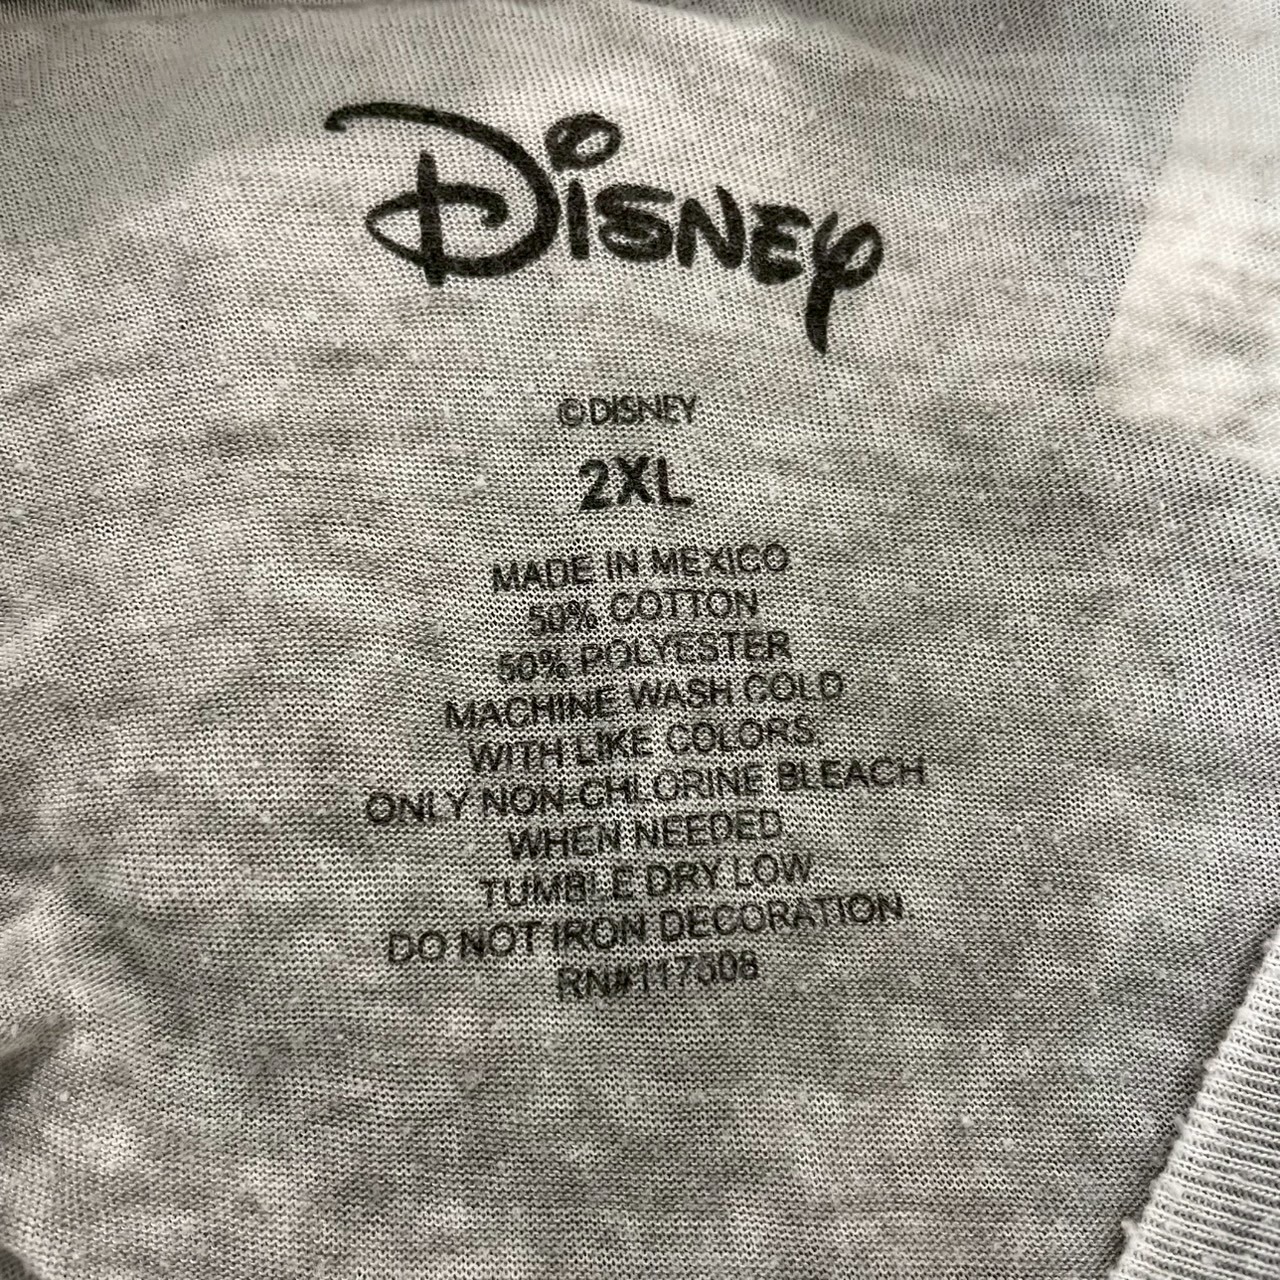 Disney
©DISNEY
2XL
MADE IN MEXICO
50% COTTON
50% POLYESTER
MACHINE WASH COLD
WITH LIKE COLORS
ONLY NON-CHLORINE BLEACH
WHEN NEEDED
TUMBLE DRY LOW
DO NOT IRON DECORATION
RN#117508